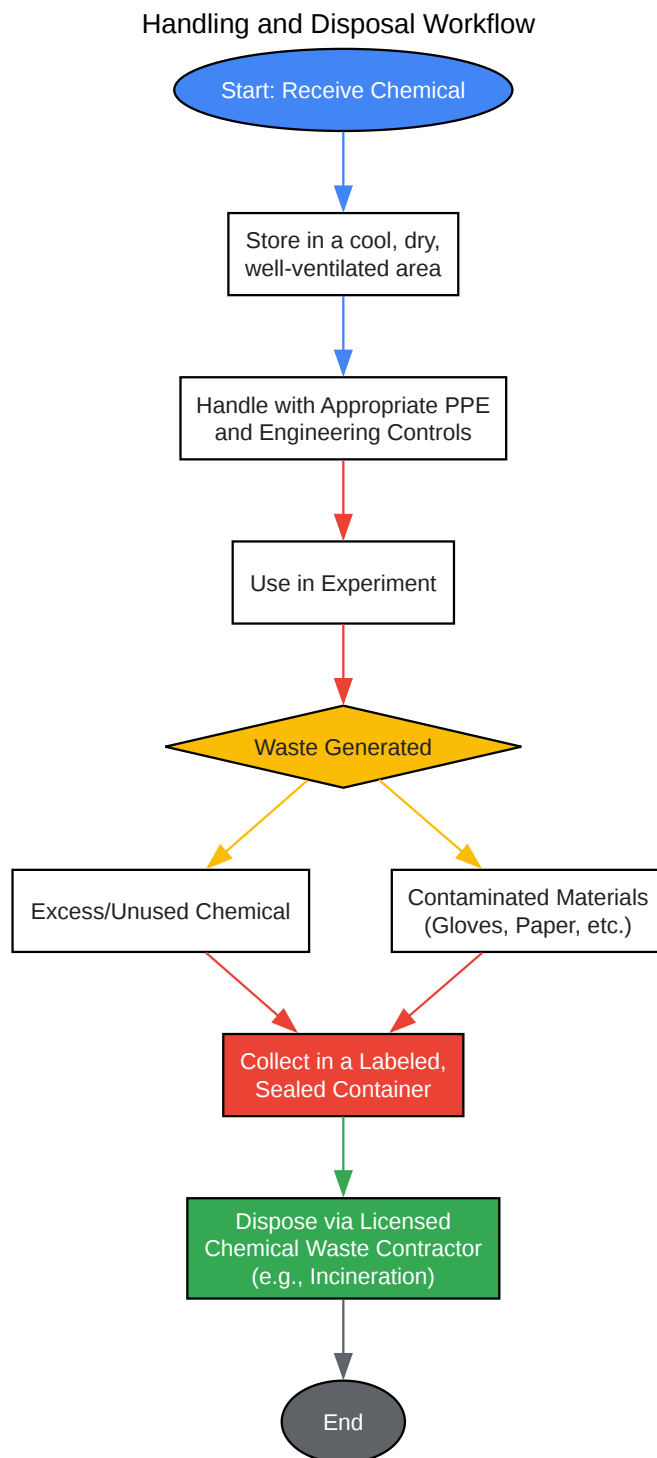 Handling and Disposal Workflow
Start: Receive Chemical
Store in a cool, dry,
well-ventilated area
Handle with Appropriate PPE
and Engineering Controls
Use in Experiment
Waste Generated
Excess/Unused Chemical
Contaminated Materials
(Gloves, Paper, etc.)
Collect in a Labeled,
Sealed Container
Dispose via Licensed
Chemical Waste Contractor
(e.g., Incineration)
End